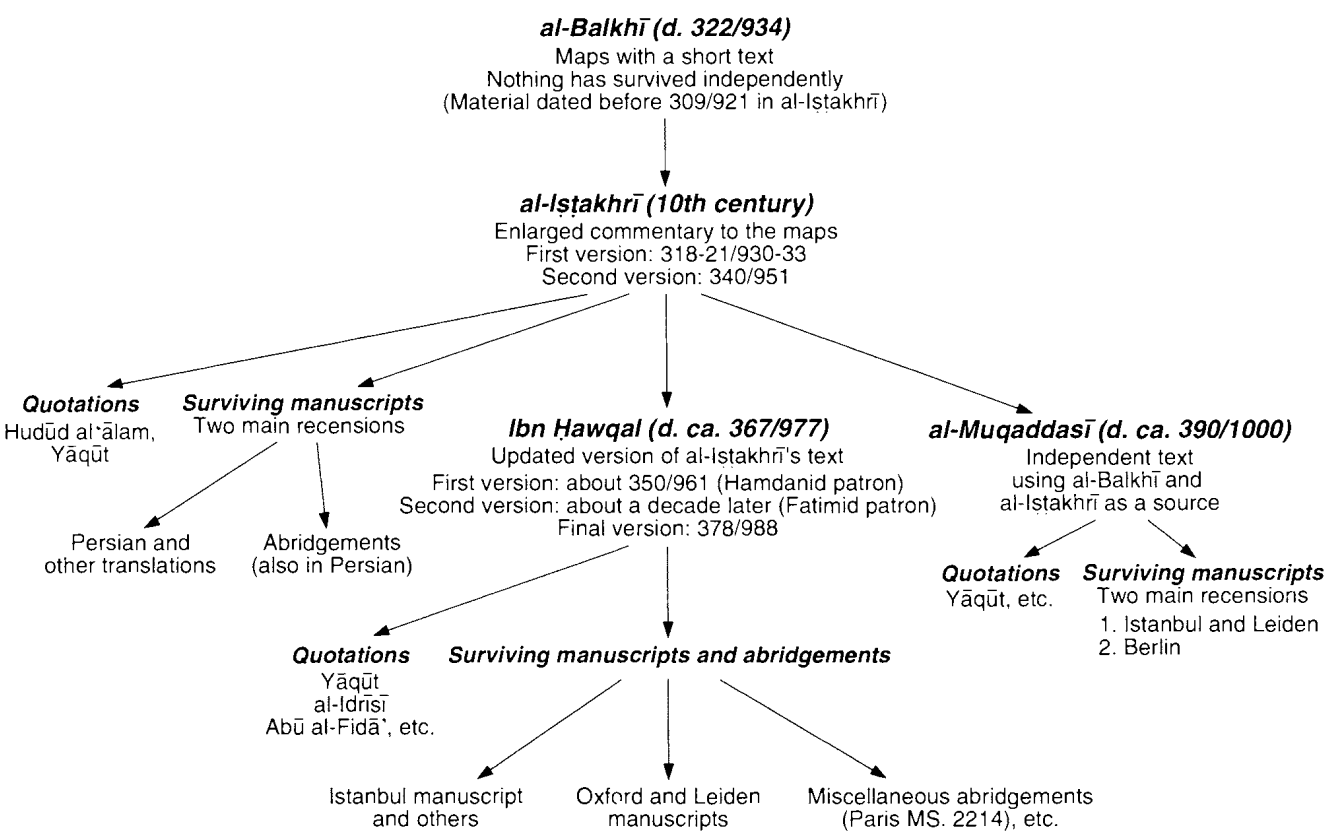 al-Balkhī (d. 322/934)
Maps with a short text
Nothing has survived independently
(Material dated before 309/921 in al-Iṣṭakhrī)
al-Iṣṭakhrī (10th century)
Enlarged commentary to the maps
First version: 318-21/930-33
Second version: 340/951
Quotations
Hudūd al-ʿālam,
Yāqūt
Surviving manuscripts
Two main recensions
Persian and
other translations
Abridgements
(also in Persian)
Ibn Ḥawqal (d. ca. 367/977)
Updated version of al-Iṣṭakhrī's text
First version: about 350/961 (Hamdanid patron)
Second version: about a decade later (Fatimid patron)
Final version: 378/988
Quotations
Yāqūt
al-Idrīsī
Abū al-Fidāʾ, etc.
Surviving manuscripts and abridgements
Istanbul manuscript
and others
Oxford and Leiden
manuscripts
Miscellaneous abridgements
(Paris MS. 2214), etc.
al-Muqaddasī (d. ca. 390/1000)
Independent text
using al-Balkhī and
al-Iṣṭakhrī as a source
Quotations
Yāqūt, etc.
Surviving manuscripts
Two main recensions
1. Istanbul and Leiden
2. Berlin